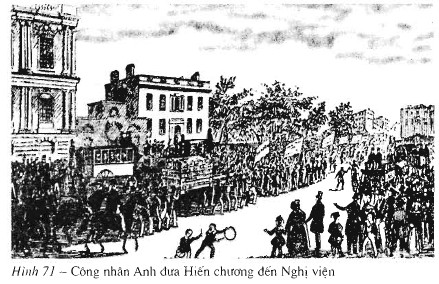 Hình 71 – Công nhân Anh đưa Hiến chương đến Nghị viện